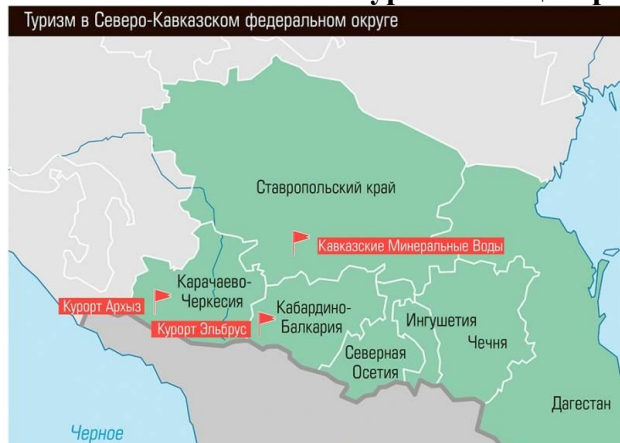 Туризм в Северо-Кавказском федеральном округе
Ставропольский край
Кавказские Минеральные Воды
Карачаево-
Черкесия
Курорт Архыз
Курорт Эльбрус
Кабардино-
Балкария
Ингушетия
Чечня
Северная
Осетия
Дагестан
Черное